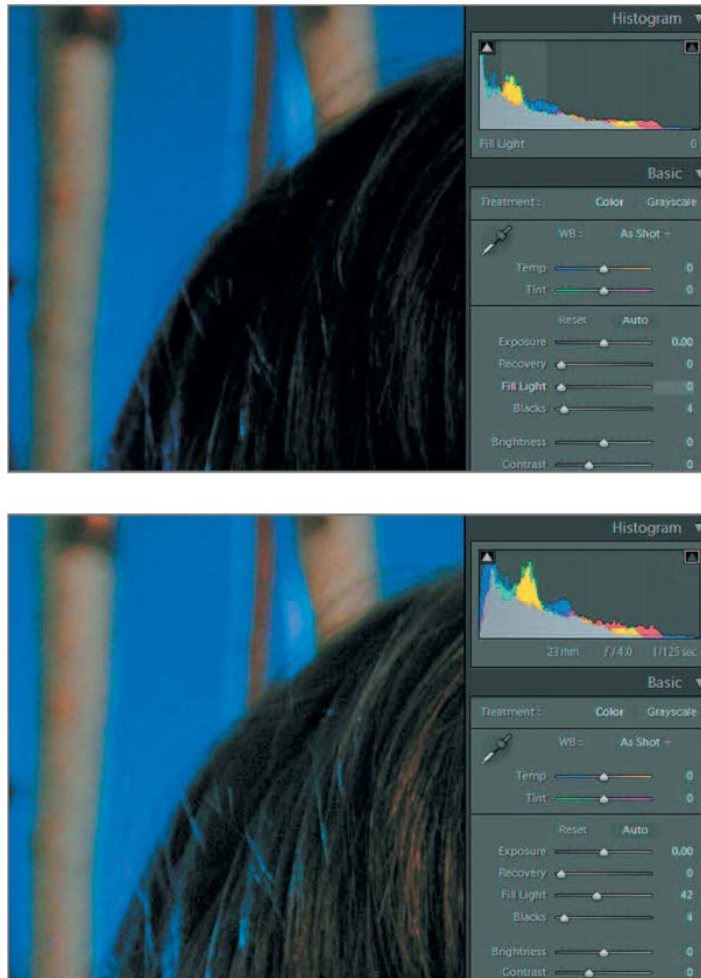 Histogram
Fill Light 0
Basic
Treatment : Color Grayscale
WB : As Shot
Temp 0
Tint 0
Reset Auto
Exposure 0.00
Recovery 0
Fill Light 0
Blacks 4
Brightness 0
Contrast 0
Histogram
23 mm f / 4.0 1/125 sec
Basic
Treatment : Color Grayscale
WB : As Shot
Temp 0
Tint 0
Reset Auto
Exposure 0.00
Recovery 0
Fill Light 42
Blacks 4
Brightness 0
Contrast 0